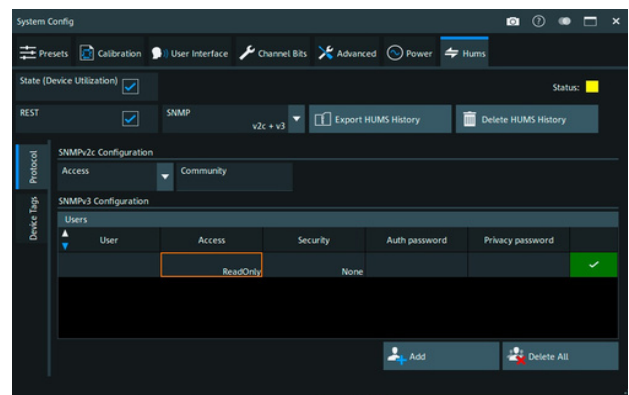 System Config
Presets Calibration User Interface Channel Bits Advanced Power Hums
State (Device Utilization) Status:
REST SNMP v2c + v3 Export HUMS History Delete HUMS History
Protocol
Device Tags
SNMPv2c Configuration
Access Community
SNMPv3 Configuration
Users
User Access Security Auth password Privacy password
ReadOnly None
Add Delete All